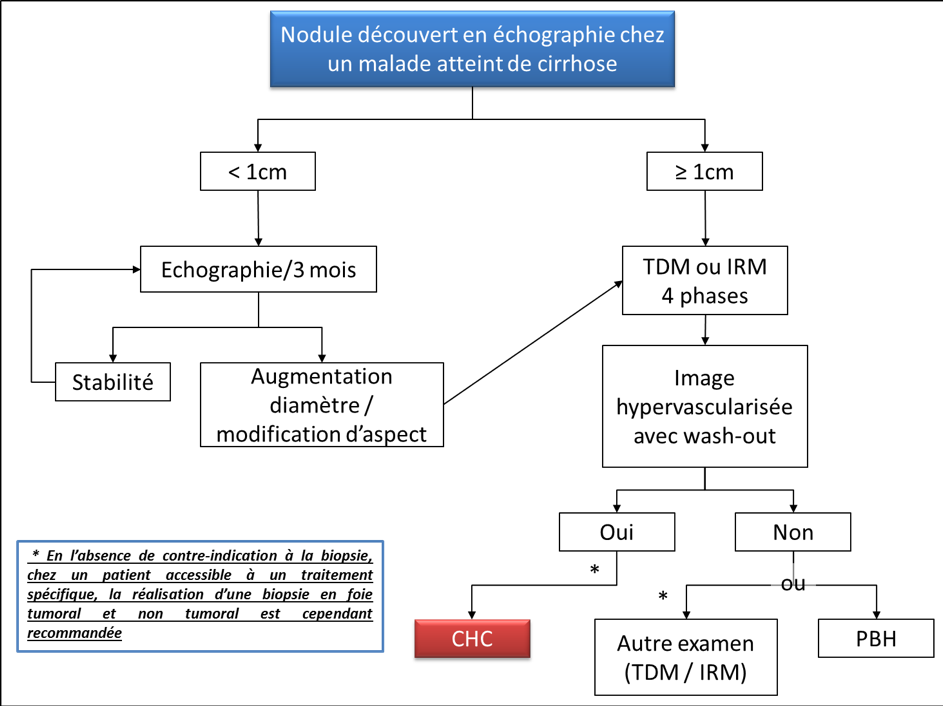 Nodule découvert en échographie chez
un malade atteint de cirrhose
< 1cm
≥ 1cm
Echographie/3 mois
TDM ou IRM
4 phases
Stabilité
Augmentation
diamètre /
modification d'aspect
Image
hypervascularisée
avec wash-out
Oui
Non
*
ou
*
* En l'absence de contre-indication à la biopsie,
chez un patient accessible à un traitement
spécifique, la réalisation d'une biopsie en foie
tumoral et non tumoral est cependant
recommandée
CHC
Autre examen
(TDM / IRM)
PBH